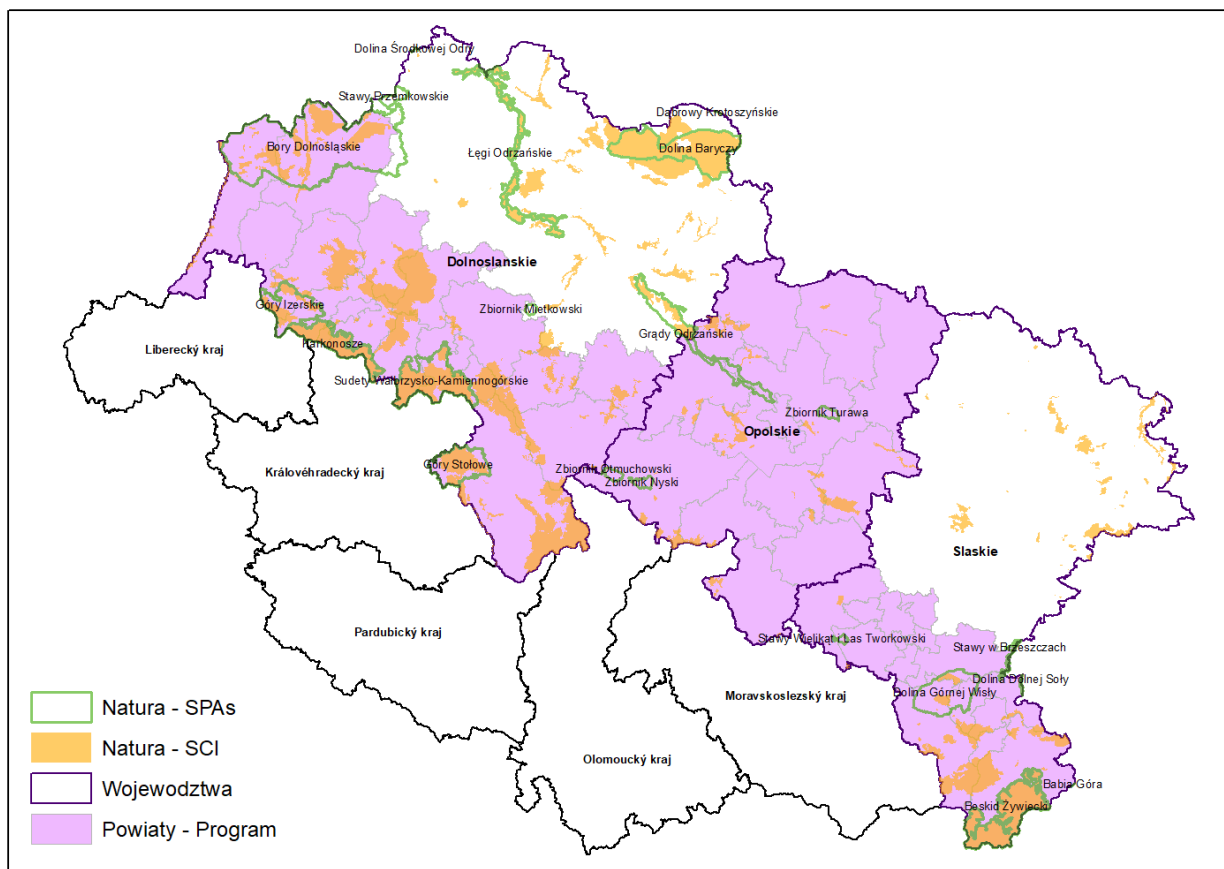 Dolina Środkowej Odry
Stawy Przemkowskie
Dąbrowy Krotoszyńskie
Bory Dolnośląskie
Łęgi Odrzańskie
Dolina Baryczy
Dolnoslanskie
Góry Izerskie
Zbiornik Mietkowski
Grądy Odrzańskie
Karkonosze
Liberecký kraj
Sudety Wałbrzysko-Kamiennogórskie
Zbiornik Turawa
Opolskie
Góry Stołowe
Zbiornik Otmuchowski
Královéhradecký kraj
Zbiornik Nyski
Slaskie
Pardubický kraj
Stawy Wielikąt i Las Tworkowski
Stawy w Brzeszczach
Dolina Dolnej Soły
Moravskoslezský kraj
Dolina Górnej Wisły
Olomoucký kraj
Babia Góra
Beskid Żywiecki
Natura - SPAs
Natura - SCI
Wojewodztwa
Powiaty - Program